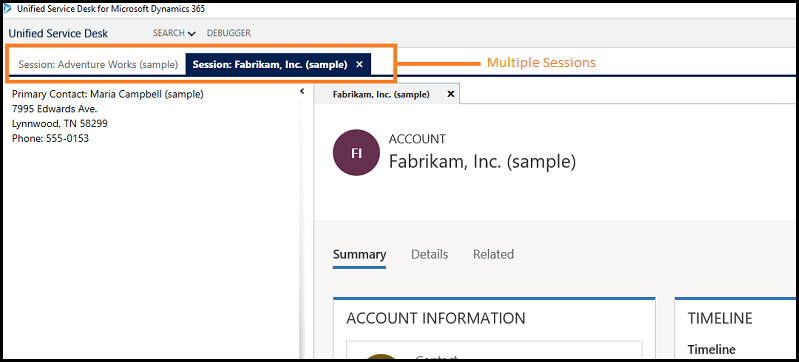 Unified Service Desk for Microsoft Dynamics 365
Unified Service Desk SEARCH DEBUGGER
Session: Adventure Works (sample) Session: Fabrikam, Inc. (sample) × Multiple Sessions
Primary Contact: Maria Campbell (sample)
7995 Edwards Ave.
Lynnwood, TN 58299
Phone: 555-0153
Fabrikam, Inc. (sample) ×
FI
ACCOUNT
Fabrikam, Inc. (sample)
Summary Details Related
ACCOUNT INFORMATION
Contact
TIMELINE
Timeline